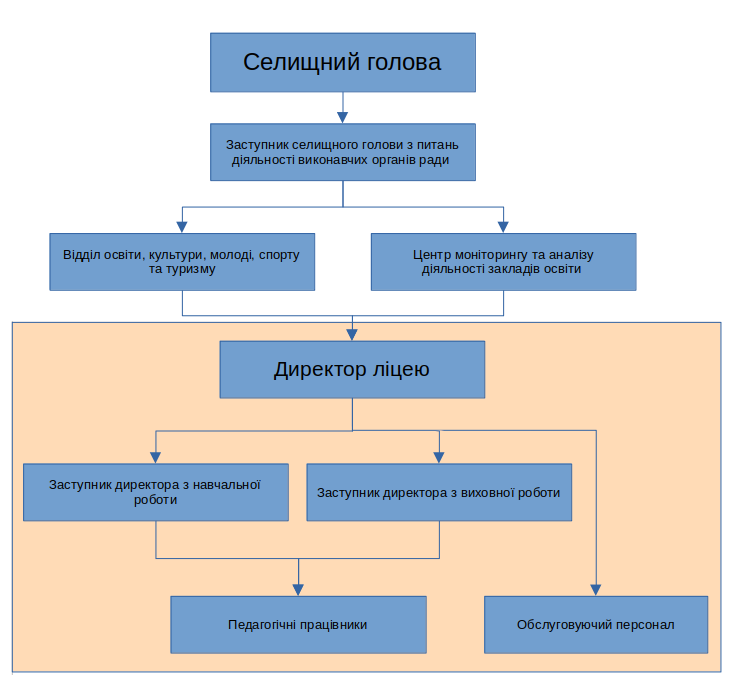 Селищний голова
Заступник селищного голови з питань
діяльності виконавчих органів ради
Відділ освіти, культури, молоді, спорту
та туризму
Центр моніторингу та аналізу
діяльності закладів освіти
Директор ліцею
Заступник директора з навчальної
роботи
Заступник директора з виховної роботи
Педагогічні працівники
Обслуговуючий персонал